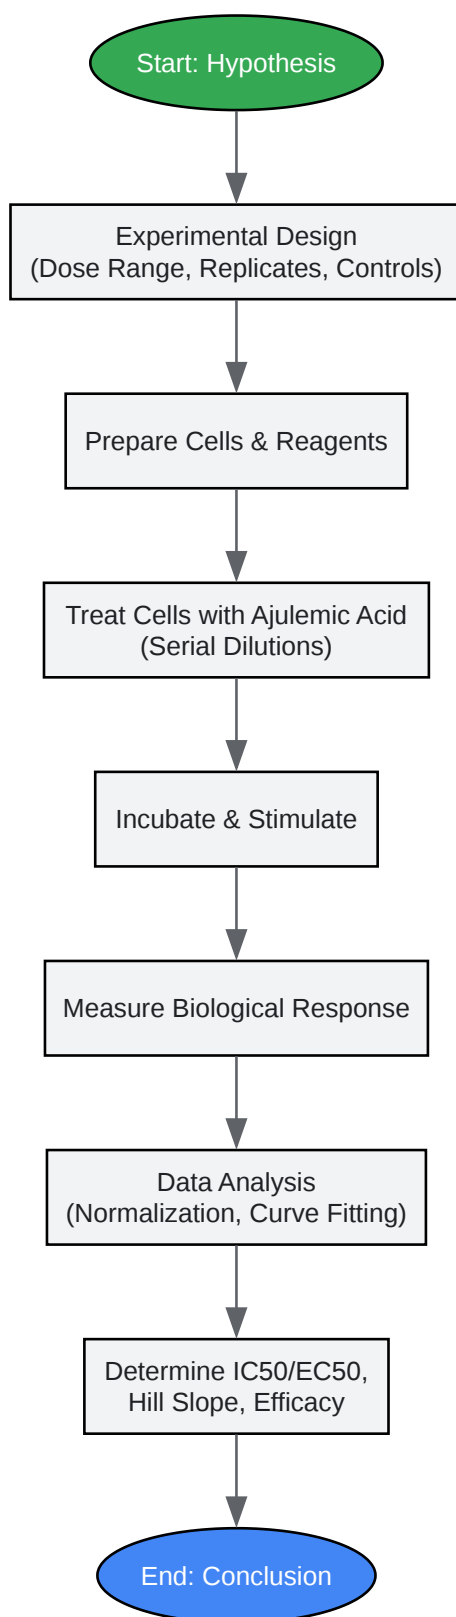 Start: Hypothesis
Experimental Design
(Dose Range, Replicates, Controls)
Prepare Cells & Reagents
Treat Cells with Ajulemic Acid
(Serial Dilutions)
Incubate & Stimulate
Measure Biological Response
Data Analysis
(Normalization, Curve Fitting)
Determine IC50/EC50,
Hill Slope, Efficacy
End: Conclusion